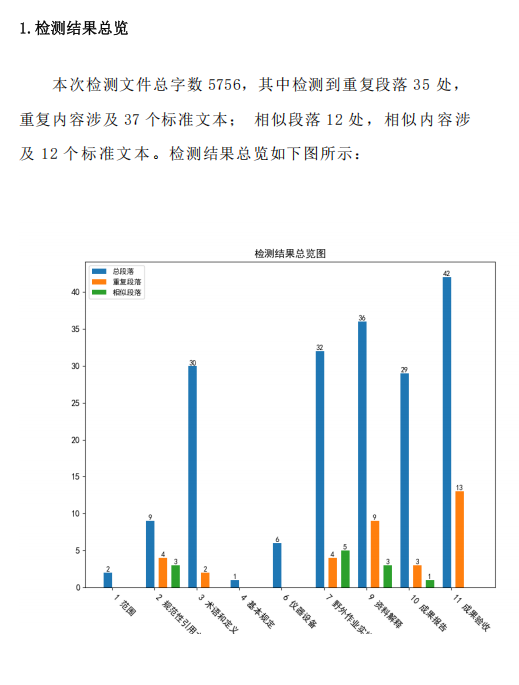 1.检测结果总览
本次检测文件总字数 5756，其中检测到重复段落 35 处，
重复内容涉及 37 个标准文本； 相似段落 12 处，相似内容涉
及 12 个标准文本。检测结果总览如下图所示：
检测结果总览图
总段落
重复段落
相似段落
40
35
30
25
20
15
10
5
0
2
9
4
3
30
2
1
6
32
4
5
36
9
3
29
3
1
42
13
1 范围
2 规范性引用
3 术语和定义
4 基本规定
6 仪器设备
7 野外作业实
9 资料解释
10 成果报告
11 成果验收